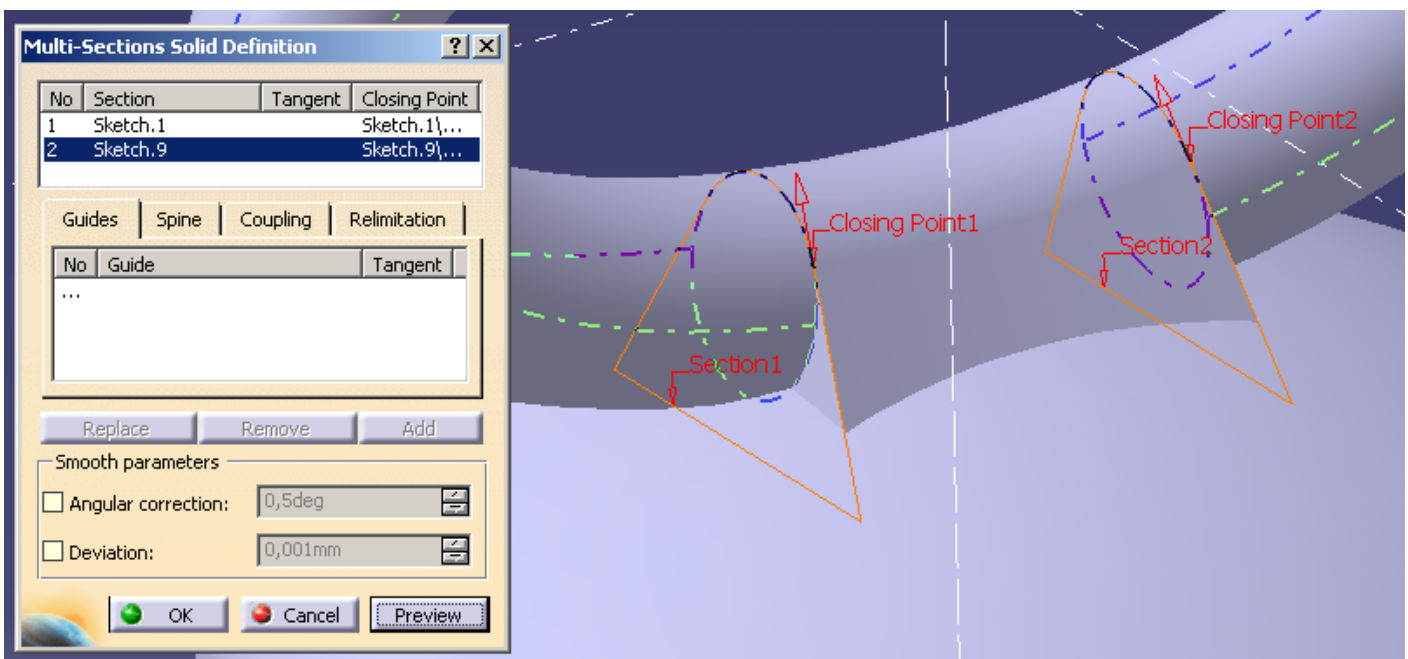 Multi-Sections Solid Definition ? X
No Section Tangent Closing Point
1 Sketch.1 Sketch.1\...
2 Sketch.9 Sketch.9\...
Guides Spine Coupling Relimitation
No Guide Tangent
...
Replace Remove Add
Smooth parameters
Angular correction: 0,5deg
Deviation: 0,001mm
OK Cancel Preview
Closing Point2
Closing Point1
Section2
Section1